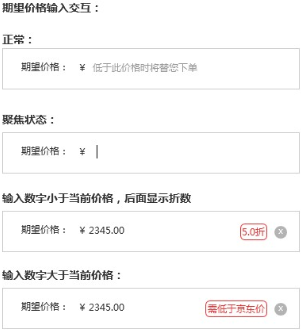 期望价格输入交互：
正常：
期望价格： ¥ 低于此价格时将替您下单
聚焦状态：
期望价格： ¥
输入数字小于当前价格，后面显示折数
期望价格： ¥ 2345.00 5.0折
输入数字大于当前价格：
期望价格： ¥ 2345.00 需低于京东价